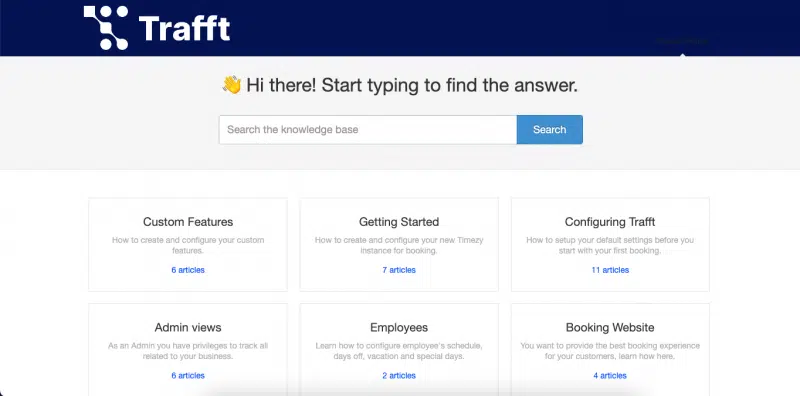 Trafft
👋 Hi there! Start typing to find the answer.
Search the knowledge base
Search
Custom Features
How to create and configure your custom
features.
6 articles
Getting Started
How to create and configure your new Timezy
instance for booking.
7 articles
Configuring Trafft
How to setup your default settings before you
start with your first booking.
11 articles
Admin views
As an Admin you have privileges to track all
related to your business.
6 articles
Employees
Learn how to configure employee's schedule,
days off, vacation and special days.
2 articles
Booking Website
You want to provide the best booking experience
for your customers, learn how here.
4 articles